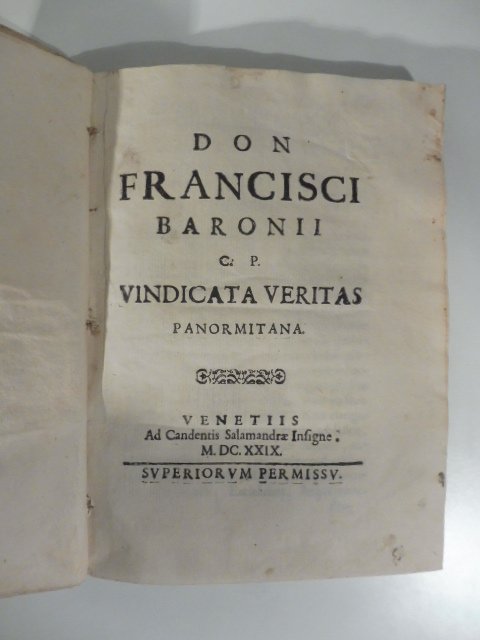 DON
FRANCISCI
BARONII
C. P.
VINDICATA VERITAS
PANORMITANA.
VENETIIS
Ad Candentis Salamandræ Inſigne.
M. DC. XXIX.
SVPERIORVM PERMISSV.